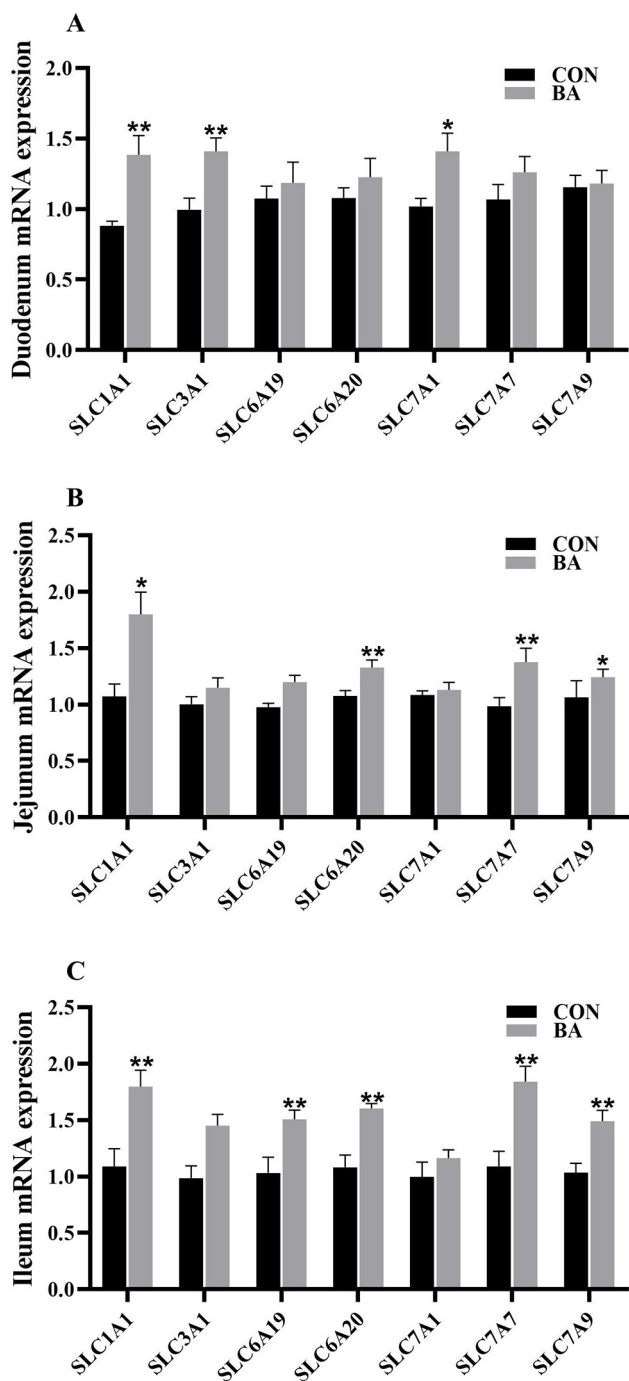 A
Duodenum mRNA expression
2.0
1.5
1.0
0.5
0.0
CON
BA
**
**
*
SLC1A1
SLC3A1
SLC6A19
SLC6A20
SLC7A1
SLC7A7
SLC7A9
B
Jejunum mRNA expression
2.5
2.0
1.5
1.0
0.5
0.0
CON
BA
*
**
**
*
SLC1A1
SLC3A1
SLC6A19
SLC6A20
SLC7A1
SLC7A7
SLC7A9
C
Ileum mRNA expression
2.5
2.0
1.5
1.0
0.5
0.0
CON
BA
**
**
**
**
**
SLC1A1
SLC3A1
SLC6A19
SLC6A20
SLC7A1
SLC7A7
SLC7A9